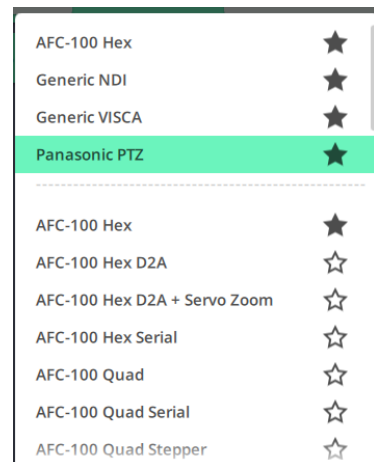 AFC-100 Hex
Generic NDI
Generic VISCA
Panasonic PTZ
AFC-100 Hex
AFC-100 Hex D2A
AFC-100 Hex D2A + Servo Zoom
AFC-100 Hex Serial
AFC-100 Quad
AFC-100 Quad Serial
AFC-100 Quad Stepper